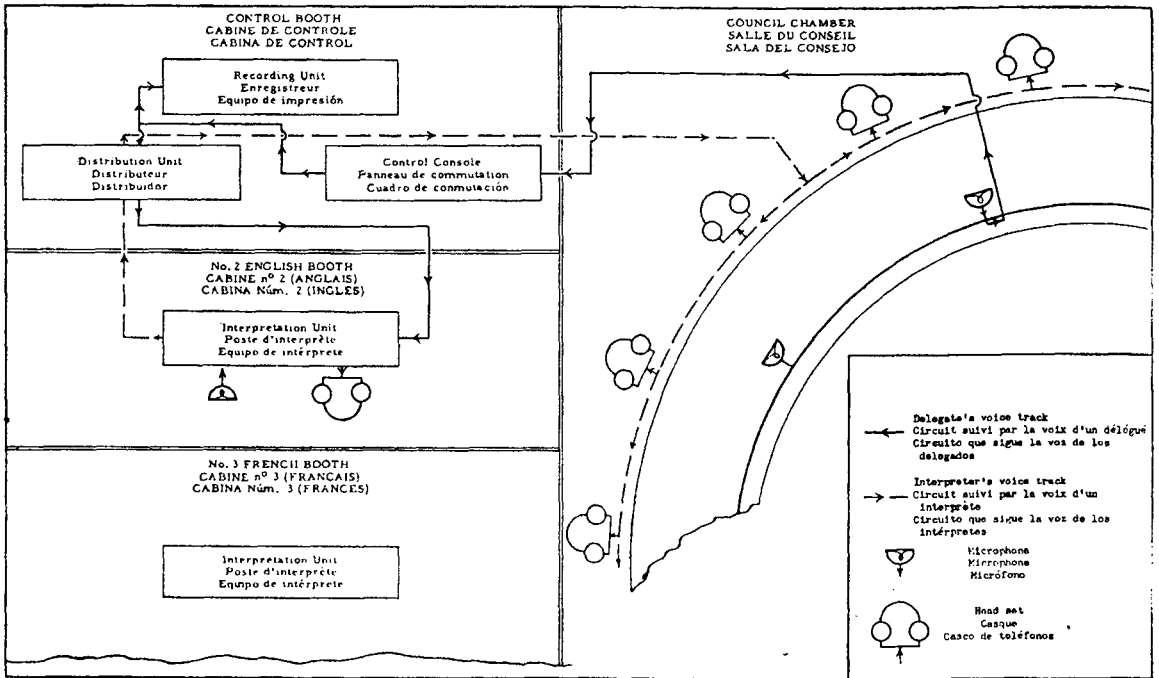 CONTROL BOOTH
CABINE DE CONTROLE
CABINA DE CONTROL
Recording Unit
Enregistreur
Equipo de impresión
Distribution Unit
Distributeur
Distribuidor
Control Console
Panneau de commutation
Cuadro de conmutación
No. 2 ENGLISH BOOTH
CABINE nº 2 (ANGLAIS)
CABINA Núm. 2 (INGLES)
Interpretation Unit
Poste d'interprète
Equipo de intérprete
No. 3 FRENCH BOOTH
CABINE nº 3 (FRANCAIS)
CABINA Núm. 3 (FRANCES)
Interpretation Unit
Poste d'interprète
Equipo de intérprete
COUNCIL CHAMBER
SALLE DU CONSEIL
SALA DEL CONSEJO
Delegate's voice track
Circuit suivi par la voix d'un délégué
Circuito que sigue la voz de los
delegados
Interpreter's voice track
Circuit suivi par la voix d'un
interprète
Circuito que sigue la voz de los
intérpretes
Microphone
Microphone
Micrófono
Head set
Casque
Casco de teléfonos